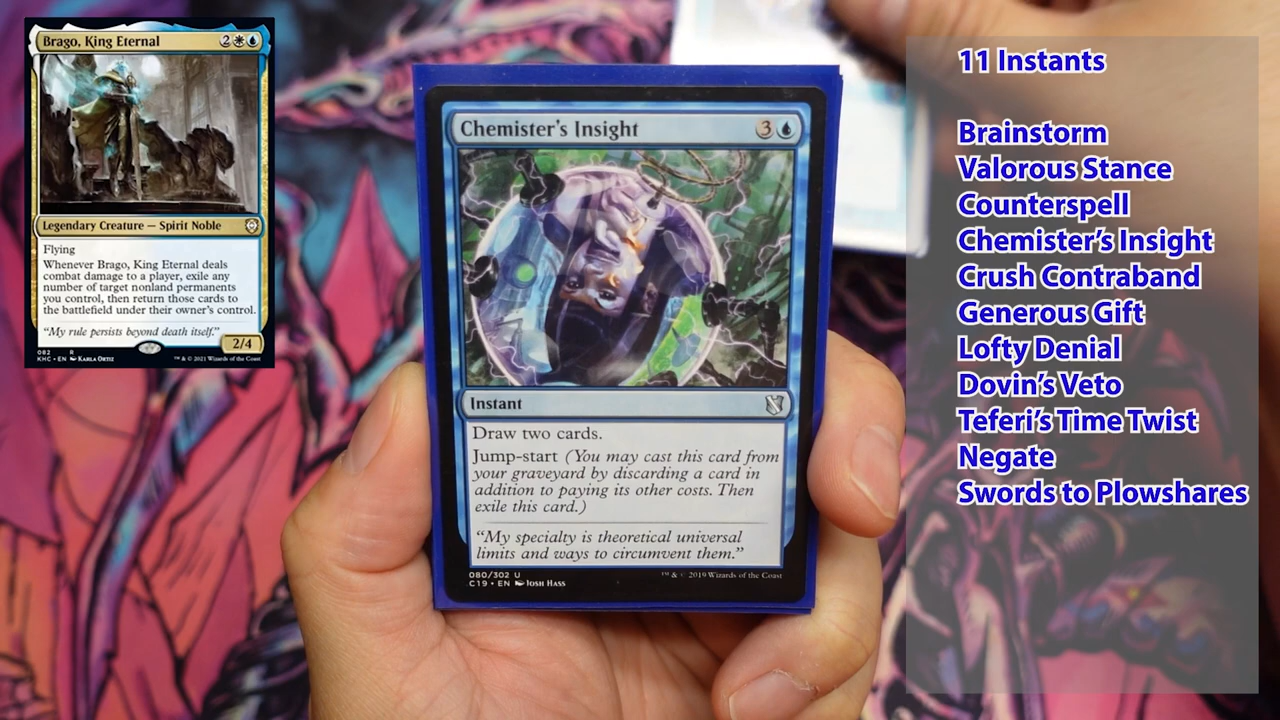 Brago, King Eternal 2
Legendary Creature — Spirit Noble
Flying
Whenever Brago, King Eternal deals
combat damage to a player, exile any
number of target nonland permanents
you control, then return those cards to
the battlefield under their owner's control.
"My rule persists beyond death itself."
2/4
082 R
KHC • EN Karla Ortiz ™ & © 2021 Wizards of the Coast
Chemister's Insight 3
Instant
Draw two cards.
Jump-start (You may cast this card from
your graveyard by discarding a card in
addition to paying its other costs. Then
exile this card.)
"My specialty is theoretical universal
limits and ways to circumvent them."
080/302 U
C19 • EN Josh Hass ™ & © 2019 Wizards of the Coast
11 Instants
Brainstorm
Valorous Stance
Counterspell
Chemister's Insight
Crush Contraband
Generous Gift
Lofty Denial
Dovin's Veto
Teferi's Time Twist
Negate
Swords to Plowshares